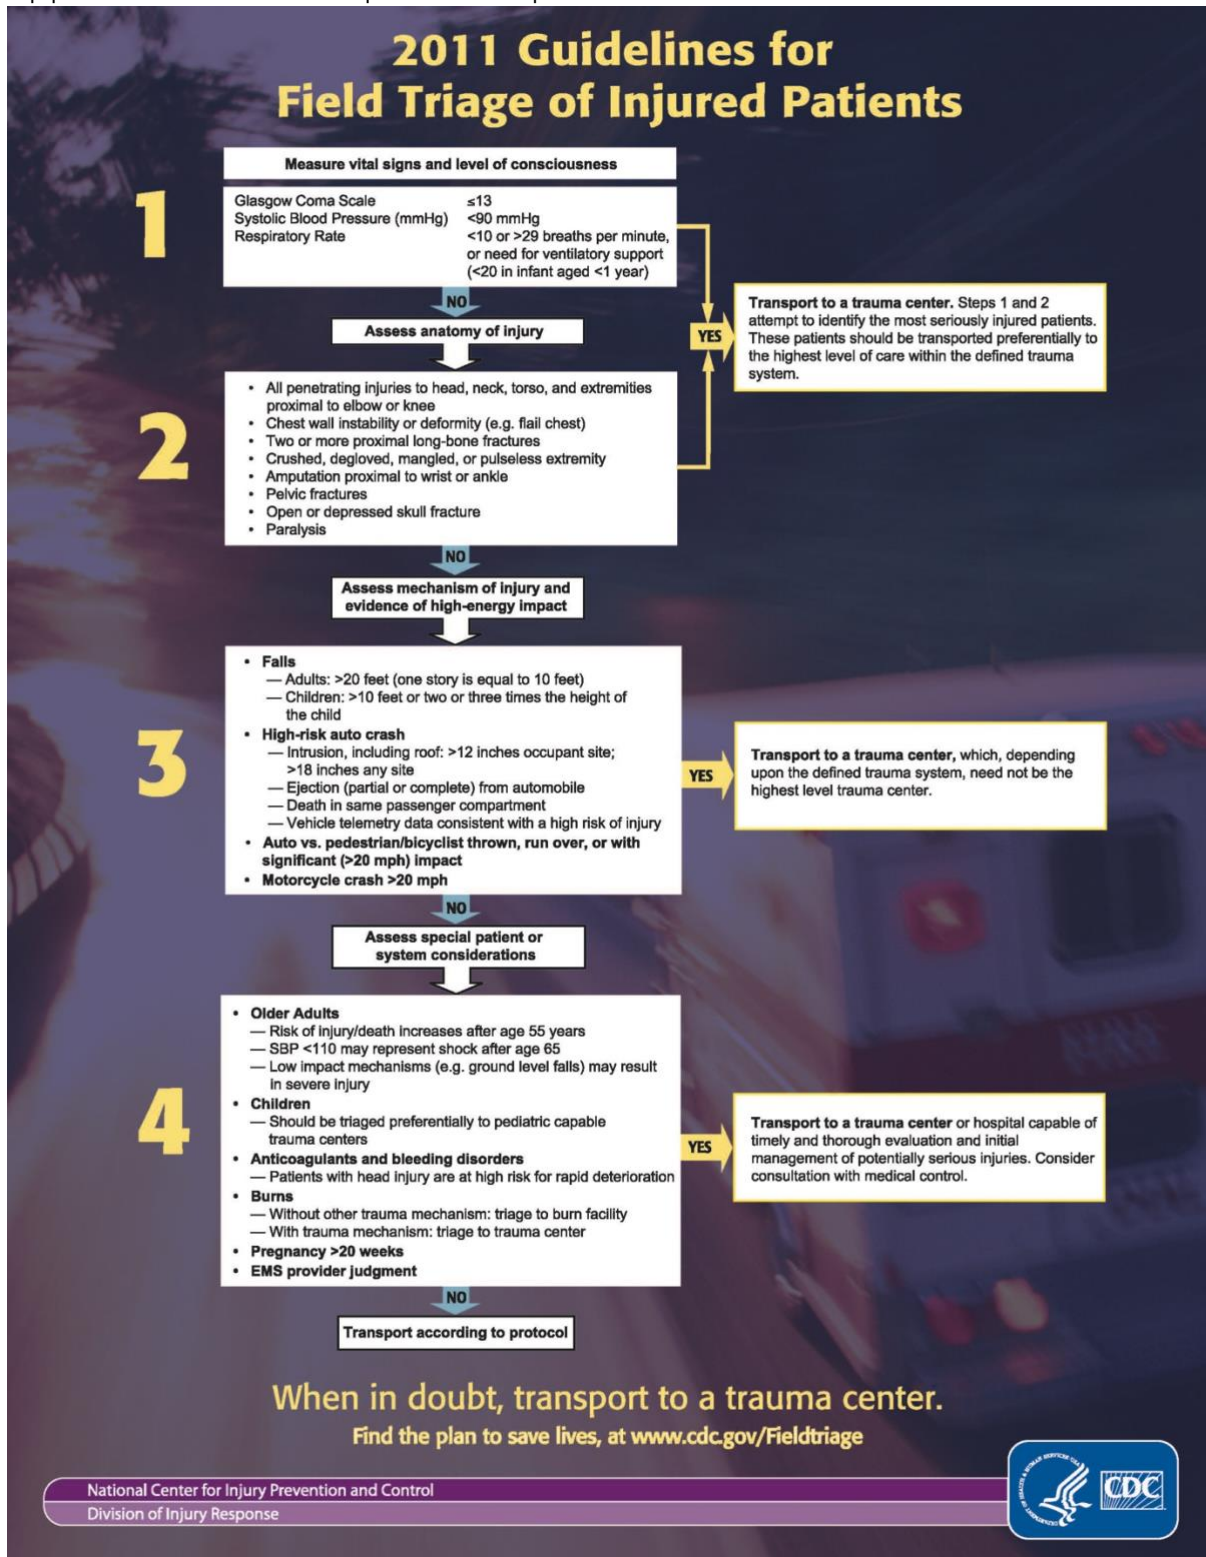 2011 Guidelines for
Field Triage of Injured Patients
Measure vital signs and level of consciousness
1
Glasgow Coma Scale ≤13
Systolic Blood Pressure (mmHg) <90 mmHg
Respiratory Rate <10 or >29 breaths per minute,
or need for ventilatory support
(<20 in infant aged <1 year)
NO
YES
Transport to a trauma center. Steps 1 and 2
attempt to identify the most seriously injured patients.
These patients should be transported preferentially to
the highest level of care within the defined trauma
system.
Assess anatomy of injury
2
• All penetrating injuries to head, neck, torso, and extremities
proximal to elbow or knee
• Chest wall instability or deformity (e.g. flail chest)
• Two or more proximal long-bone fractures
• Crushed, degloved, mangled, or pulseless extremity
• Amputation proximal to wrist or ankle
• Pelvic fractures
• Open or depressed skull fracture
• Paralysis
NO
Assess mechanism of injury and
evidence of high-energy impact
3
• Falls
— Adults: >20 feet (one story is equal to 10 feet)
— Children: >10 feet or two or three times the height of
the child
• High-risk auto crash
— Intrusion, including roof: >12 inches occupant site;
>18 inches any site
— Ejection (partial or complete) from automobile
— Death in same passenger compartment
— Vehicle telemetry data consistent with a high risk of injury
• Auto vs. pedestrian/bicyclist thrown, run over, or with
significant (>20 mph) impact
• Motorcycle crash >20 mph
YES
Transport to a trauma center, which, depending
upon the defined trauma system, need not be the
highest level trauma center.
NO
Assess special patient or
system considerations
4
• Older Adults
— Risk of injury/death increases after age 55 years
— SBP <110 may represent shock after age 65
— Low impact mechanisms (e.g. ground level falls) may result
in severe injury
• Children
— Should be triaged preferentially to pediatric capable
trauma centers
• Anticoagulants and bleeding disorders
— Patients with head injury are at high risk for rapid deterioration
• Burns
— Without other trauma mechanism: triage to burn facility
— With trauma mechanism: triage to trauma center
• Pregnancy >20 weeks
• EMS provider judgment
YES
Transport to a trauma center or hospital capable of
timely and thorough evaluation and initial
management of potentially serious injuries. Consider
consultation with medical control.
NO
Transport according to protocol
When in doubt, transport to a trauma center.
Find the plan to save lives, at www.cdc.gov/Fieldtriage
National Center for Injury Prevention and Control
Division of Injury Response
CDC